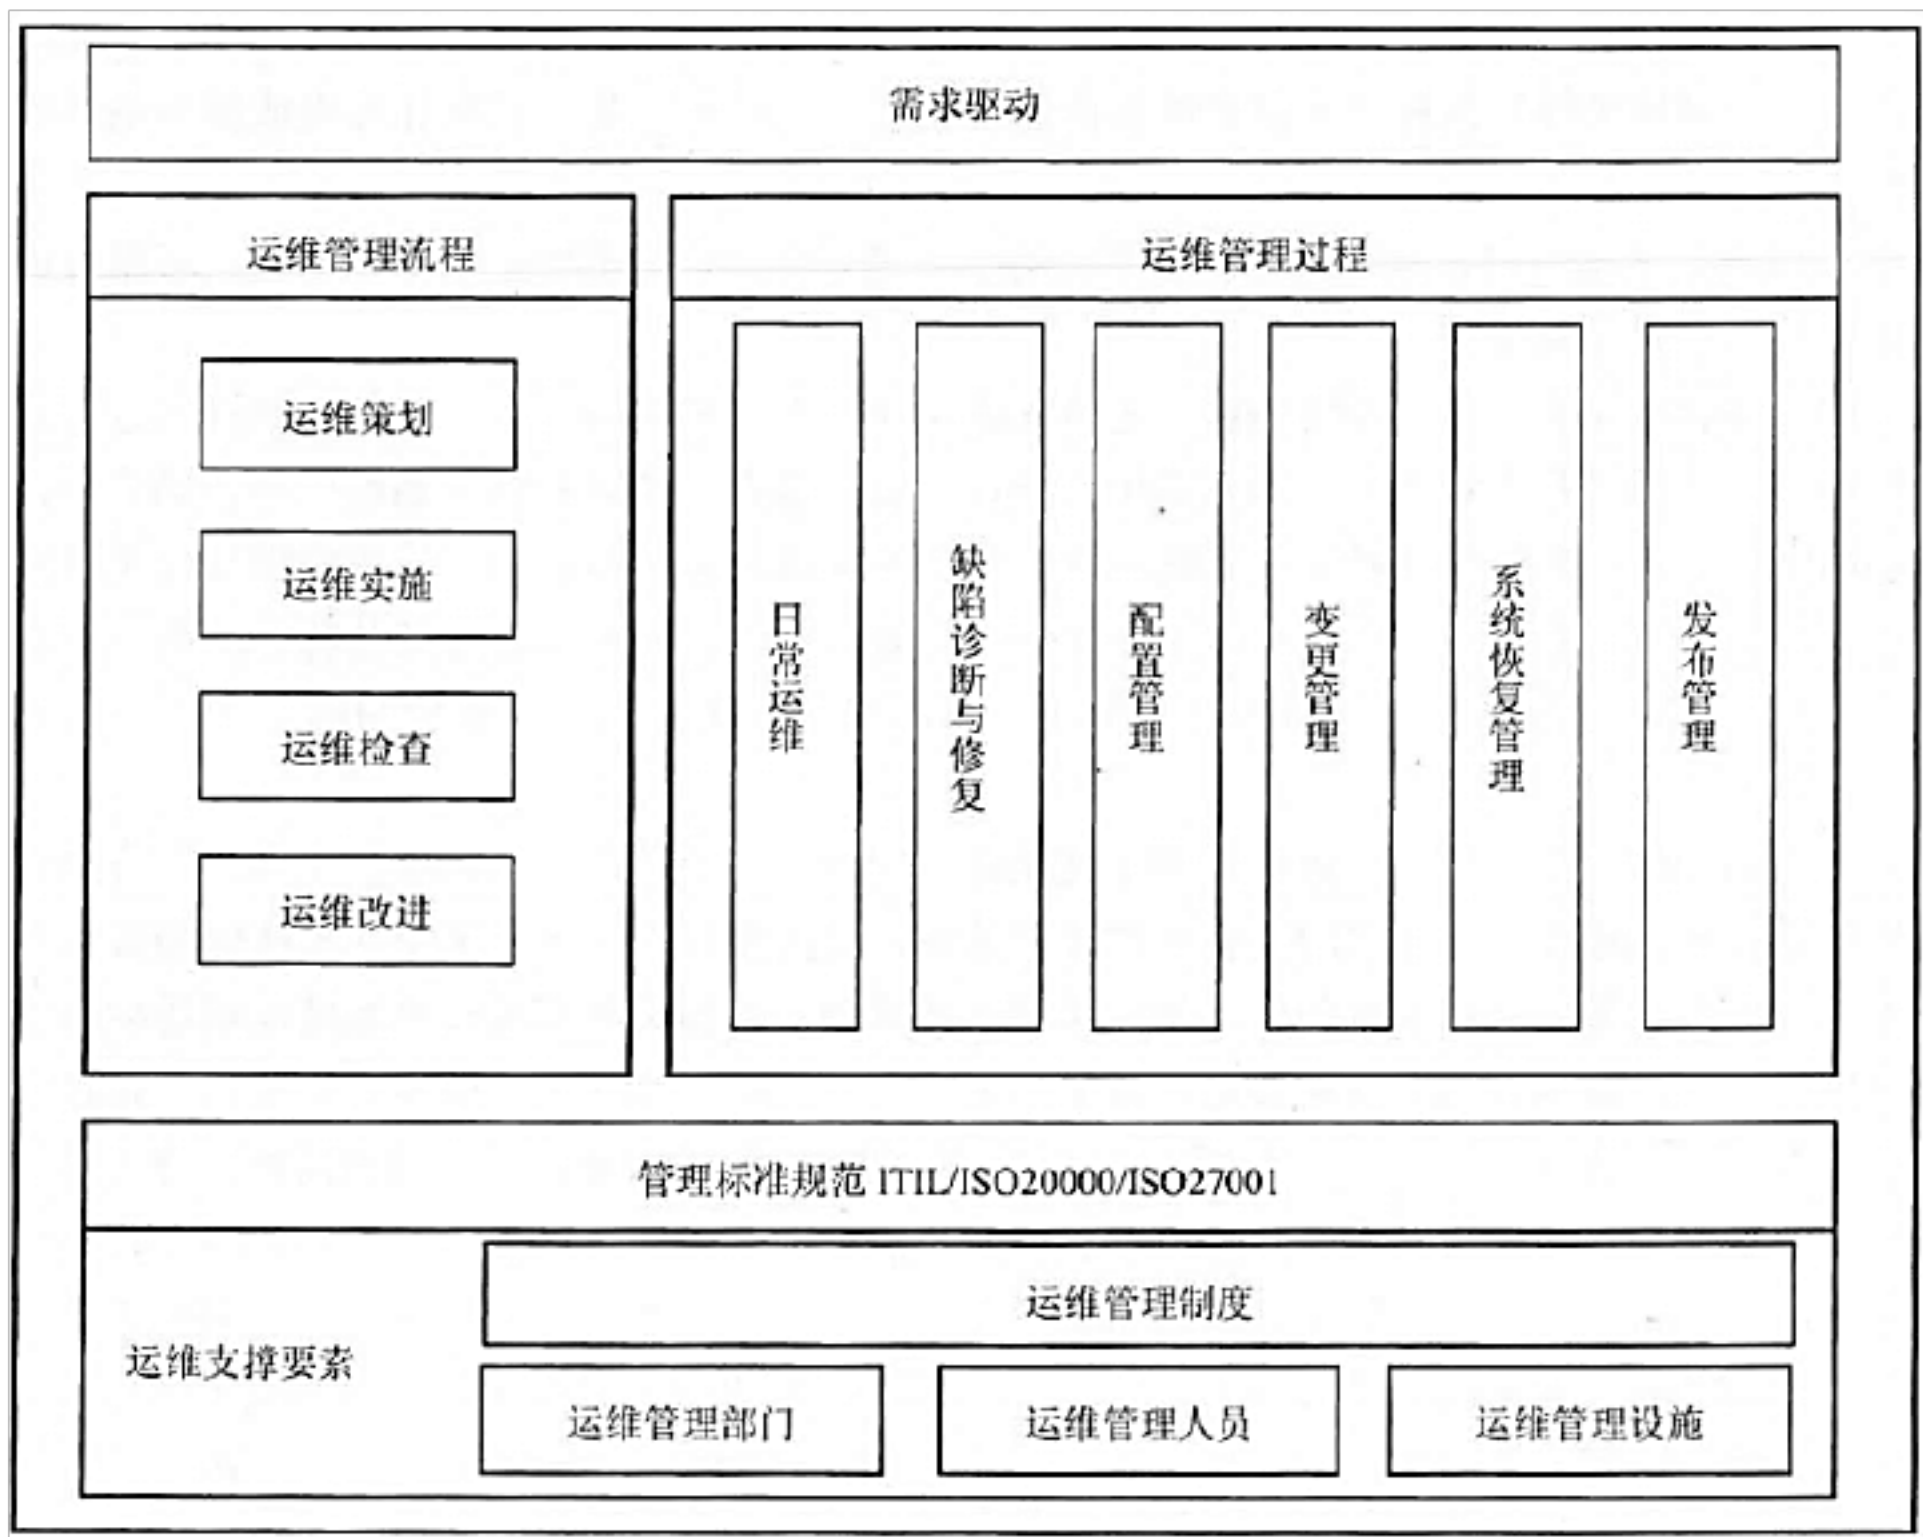 需求驱动
运维管理流程
运维策划
运维实施
运维检查
运维改进
运维管理过程
日常运维
缺陷诊断与修复
配置管理
变更管理
系统恢复管理
发布管理
管理标准规范 ITIL/ISO20000/ISO27001
运维支撑要素
运维管理制度
运维管理部门
运维管理人员
运维管理设施